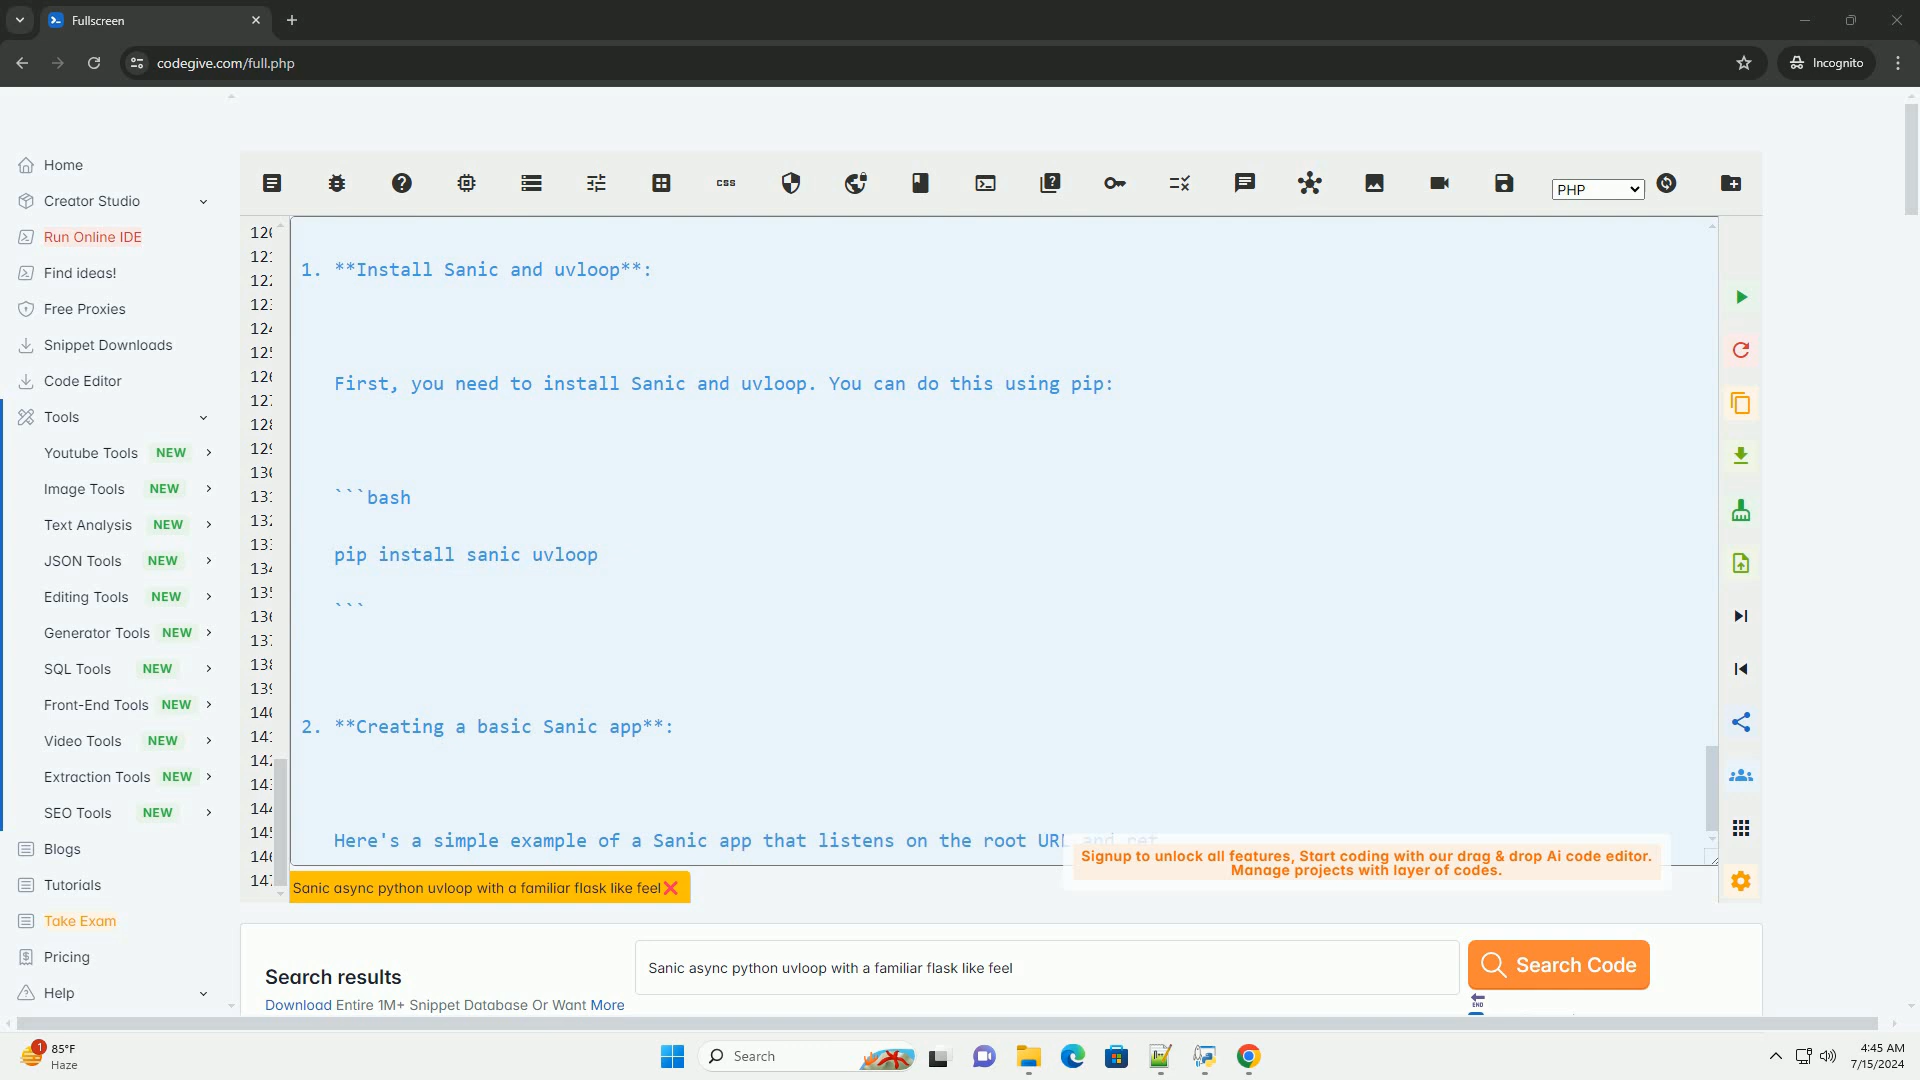 Fullscreen
codegive.com/full.php
Incognito
Home
Creator Studio
Run Online IDE
Find ideas!
Free Proxies
Snippet Downloads
Code Editor
Tools
Youtube Tools NEW
Image Tools NEW
Text Analysis NEW
JSON Tools NEW
Editing Tools NEW
Generator Tools NEW
SQL Tools NEW
Front-End Tools NEW
Video Tools NEW
Extraction Tools NEW
SEO Tools NEW
Blogs
Tutorials
Take Exam
Pricing
Help
css
PHP
1. **Install Sanic and uvloop**:
First, you need to install Sanic and uvloop. You can do this using pip:
```bash
pip install sanic uvloop
```
2. **Creating a basic Sanic app**:
Here's a simple example of a Sanic app that listens on the root URL and ret
Signup to unlock all features, Start coding with our drag & drop Ai code editor.
Manage projects with layer of codes.
Sanic async python uvloop with a familiar flask like feel
Search results
Download Entire 1M+ Snippet Database Or Want More
Sanic async python uvloop with a familiar flask like feel
Search Code
END
1
85°F
Haze
Search
4:45 AM
7/15/2024